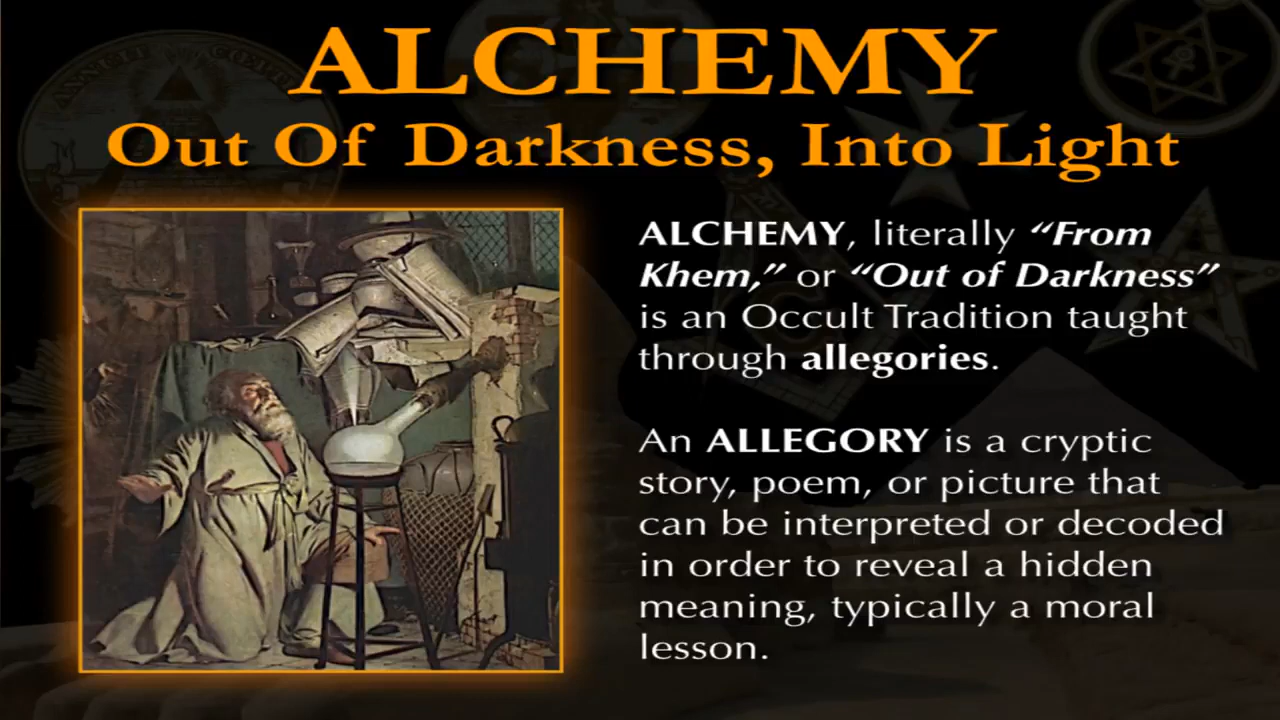 ANNUIT CŒPTIS
ALCHEMY
Out Of Darkness, Into Light
ALCHEMY, literally “From
Khem,” or “Out of Darkness”
is an Occult Tradition taught
through allegories.
An ALLEGORY is a cryptic
story, poem, or picture that
can be interpreted or decoded
in order to reveal a hidden
meaning, typically a moral
lesson.